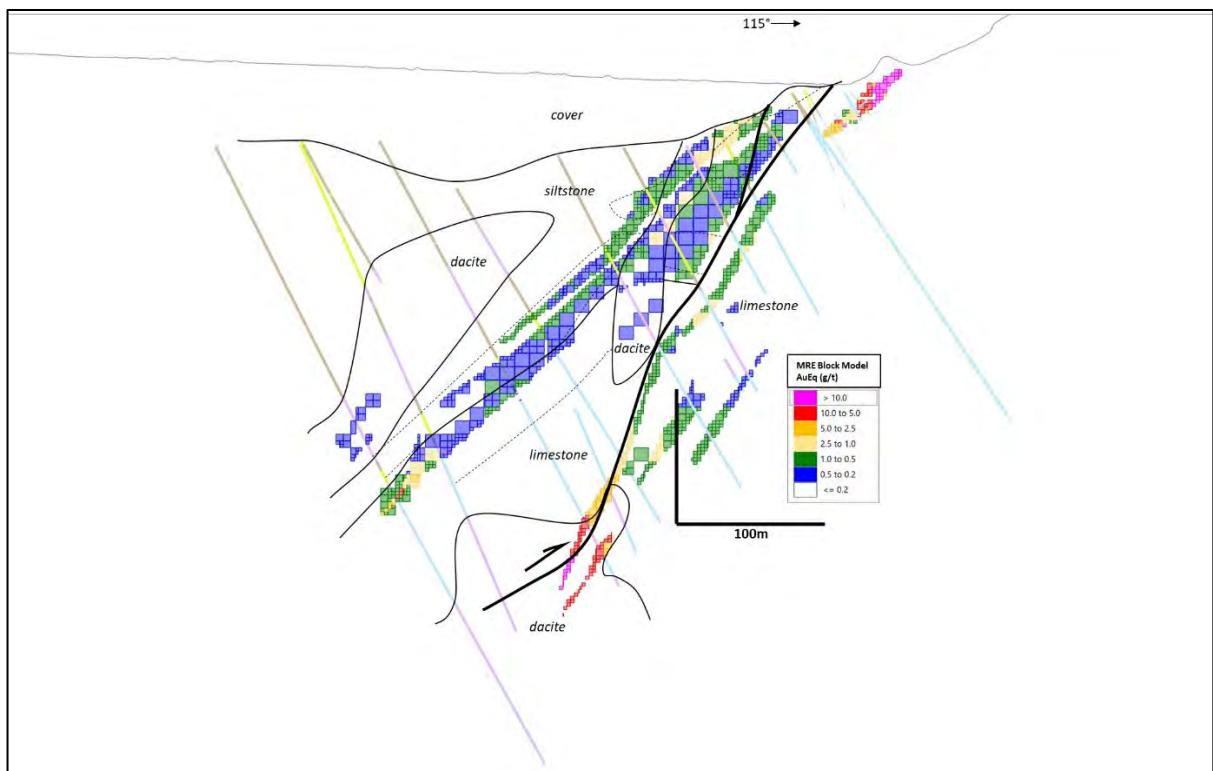 115°
cover
siltstone
dacite
limestone
dacite
MRE Block Model
AuEq (g/t)
> 10.0
10.0 to 5.0
5.0 to 2.5
2.5 to 1.0
1.0 to 0.5
0.5 to 0.2
<= 0.2
limestone
100m
dacite